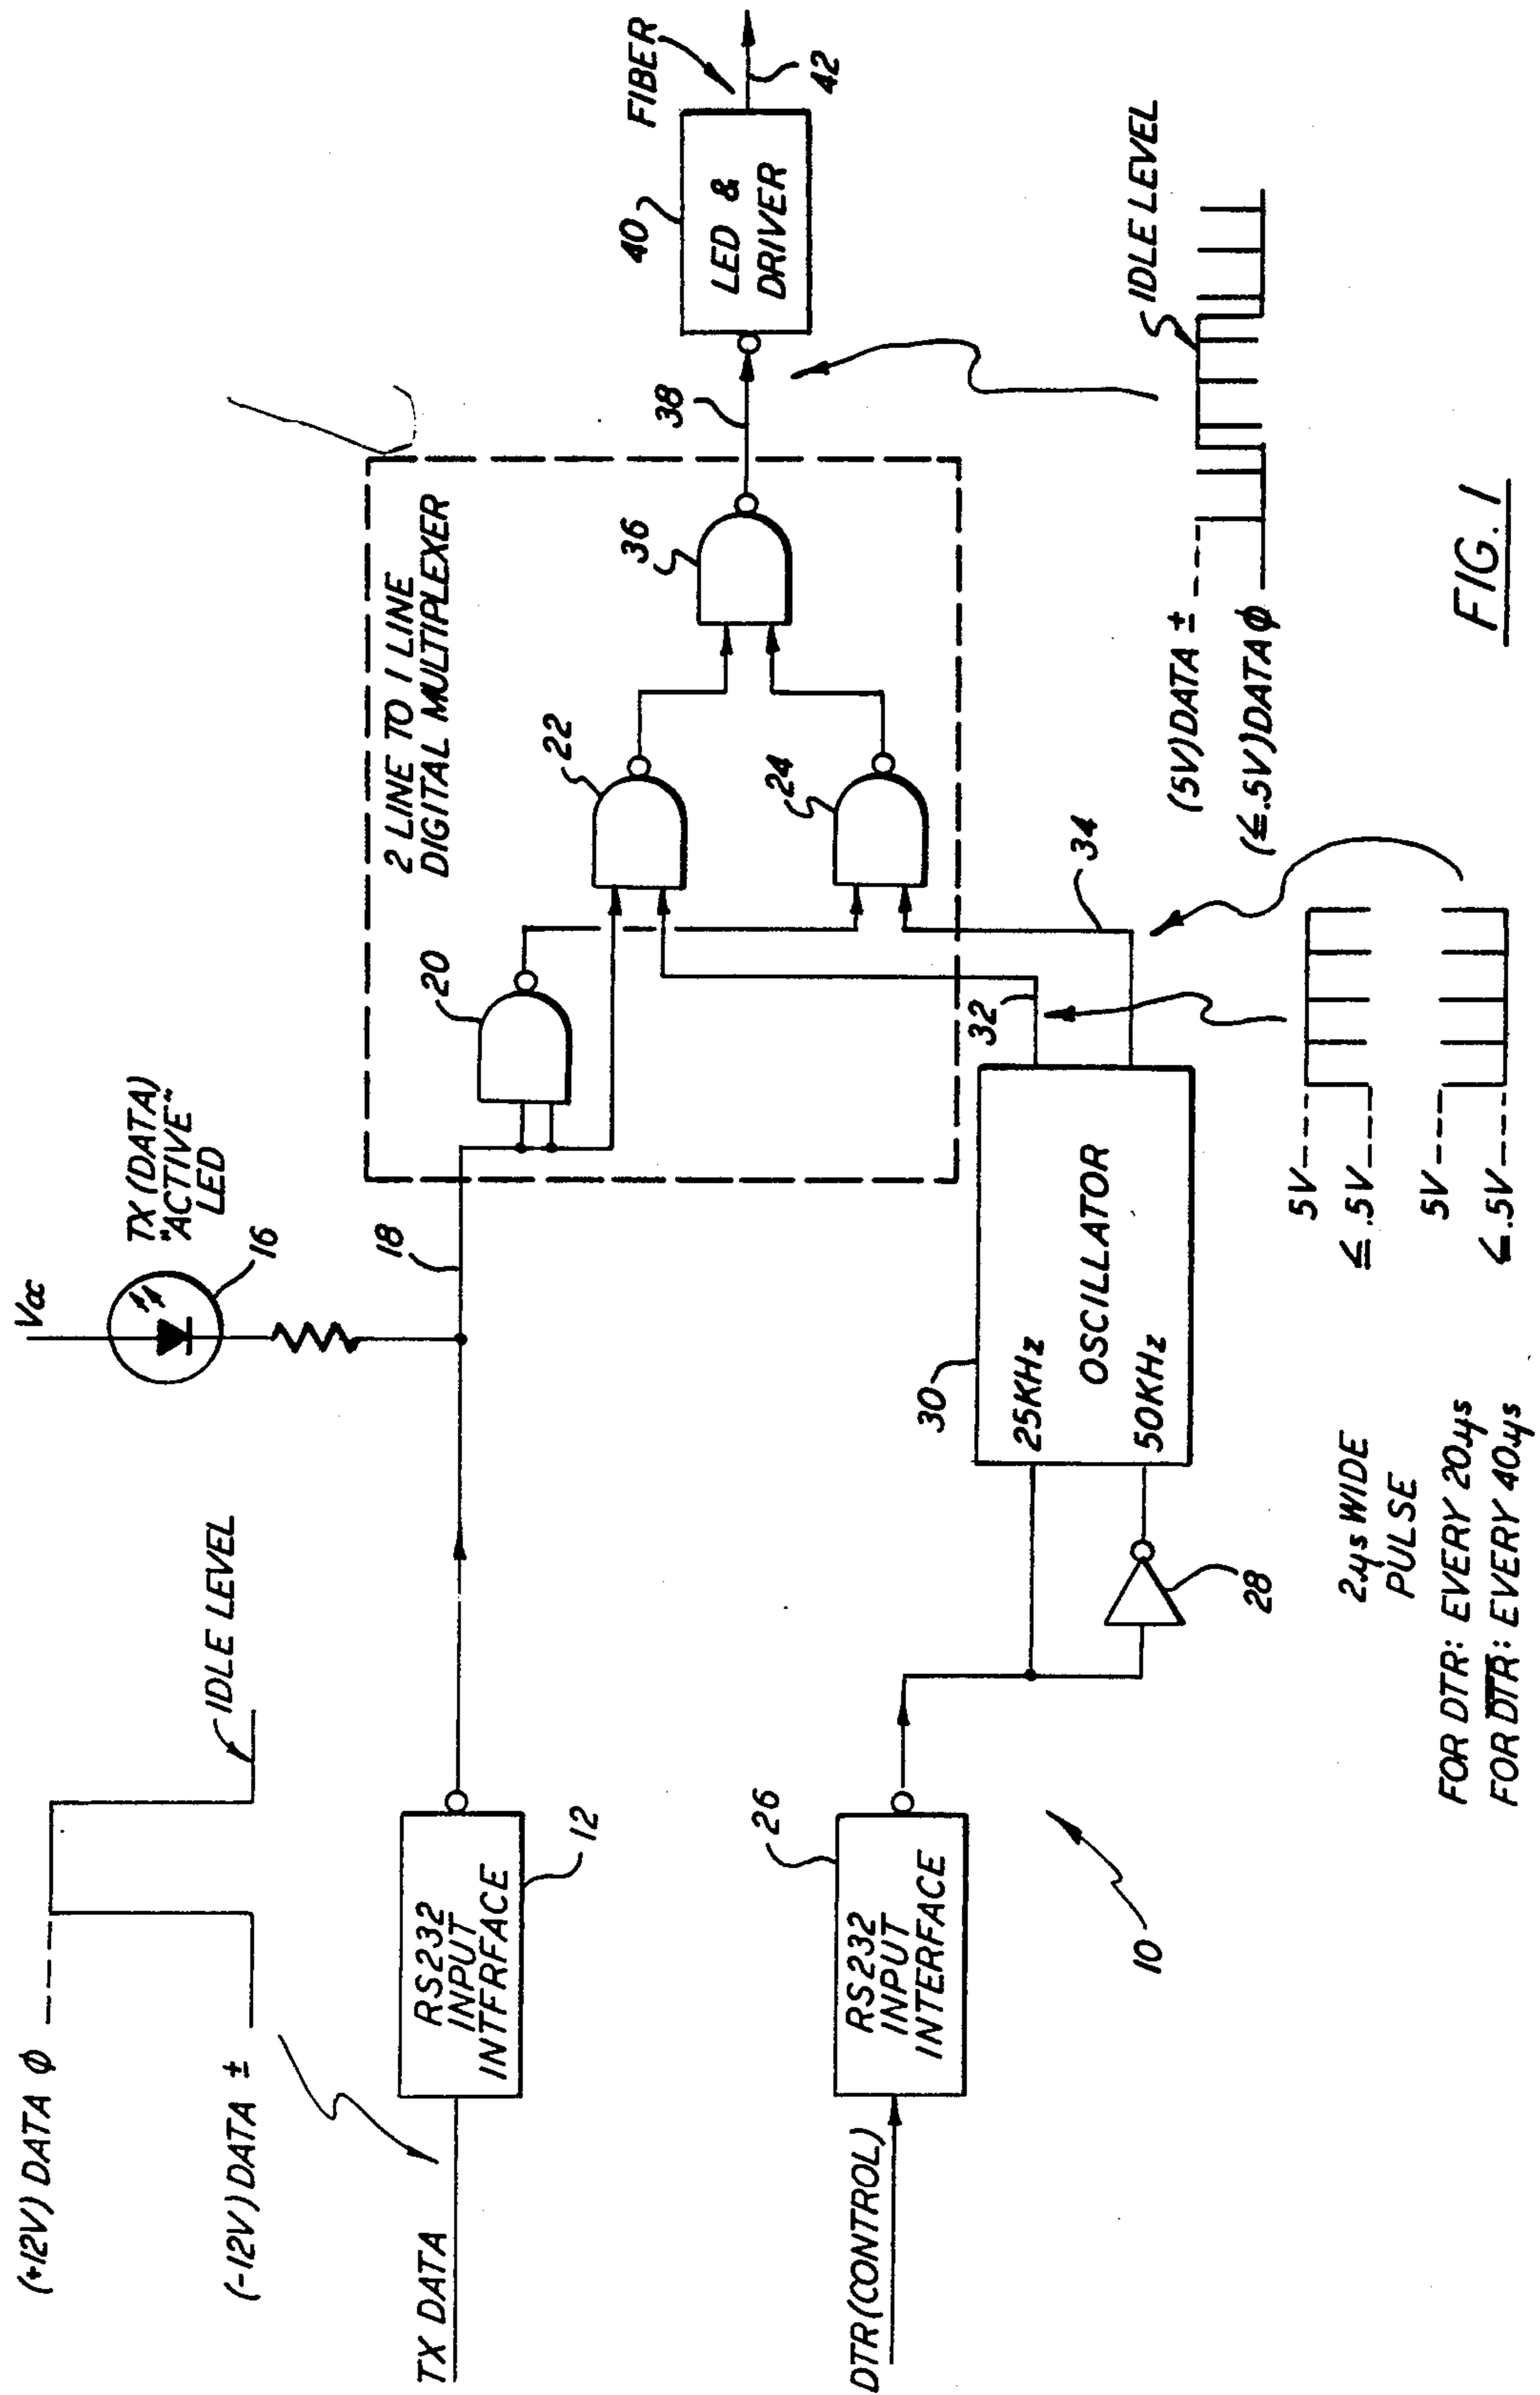 (+12V) DATA ϕ
(-12V) DATA ±
IDLE LEVEL
TX DATA
RS232
INPUT
INTFRFACE
12
Vcc
TX (DATA)
"ACTIVE"
LED
16
18
2 LINE TO 1 LINE
DIGITAL MULTIPLEXER
20
22
24
36
38
40
LED &
DRIVER
FIBER
42
DTR (CONTROL)
RS232
INPUT
INTERFACE
26
10
28
30
25KHz
50KHz
OSCILLATOR
32
34
2µs WIDE
PULSE
FOR DTR: EVERY 20µs
FOR D̅T̅R̅: EVERY 40µs
5V
≤ .5V
5V
≤ .5V
(5V) DATA ±
(≤.5V) DATA ϕ
IDLE LEVEL
FIG. 1